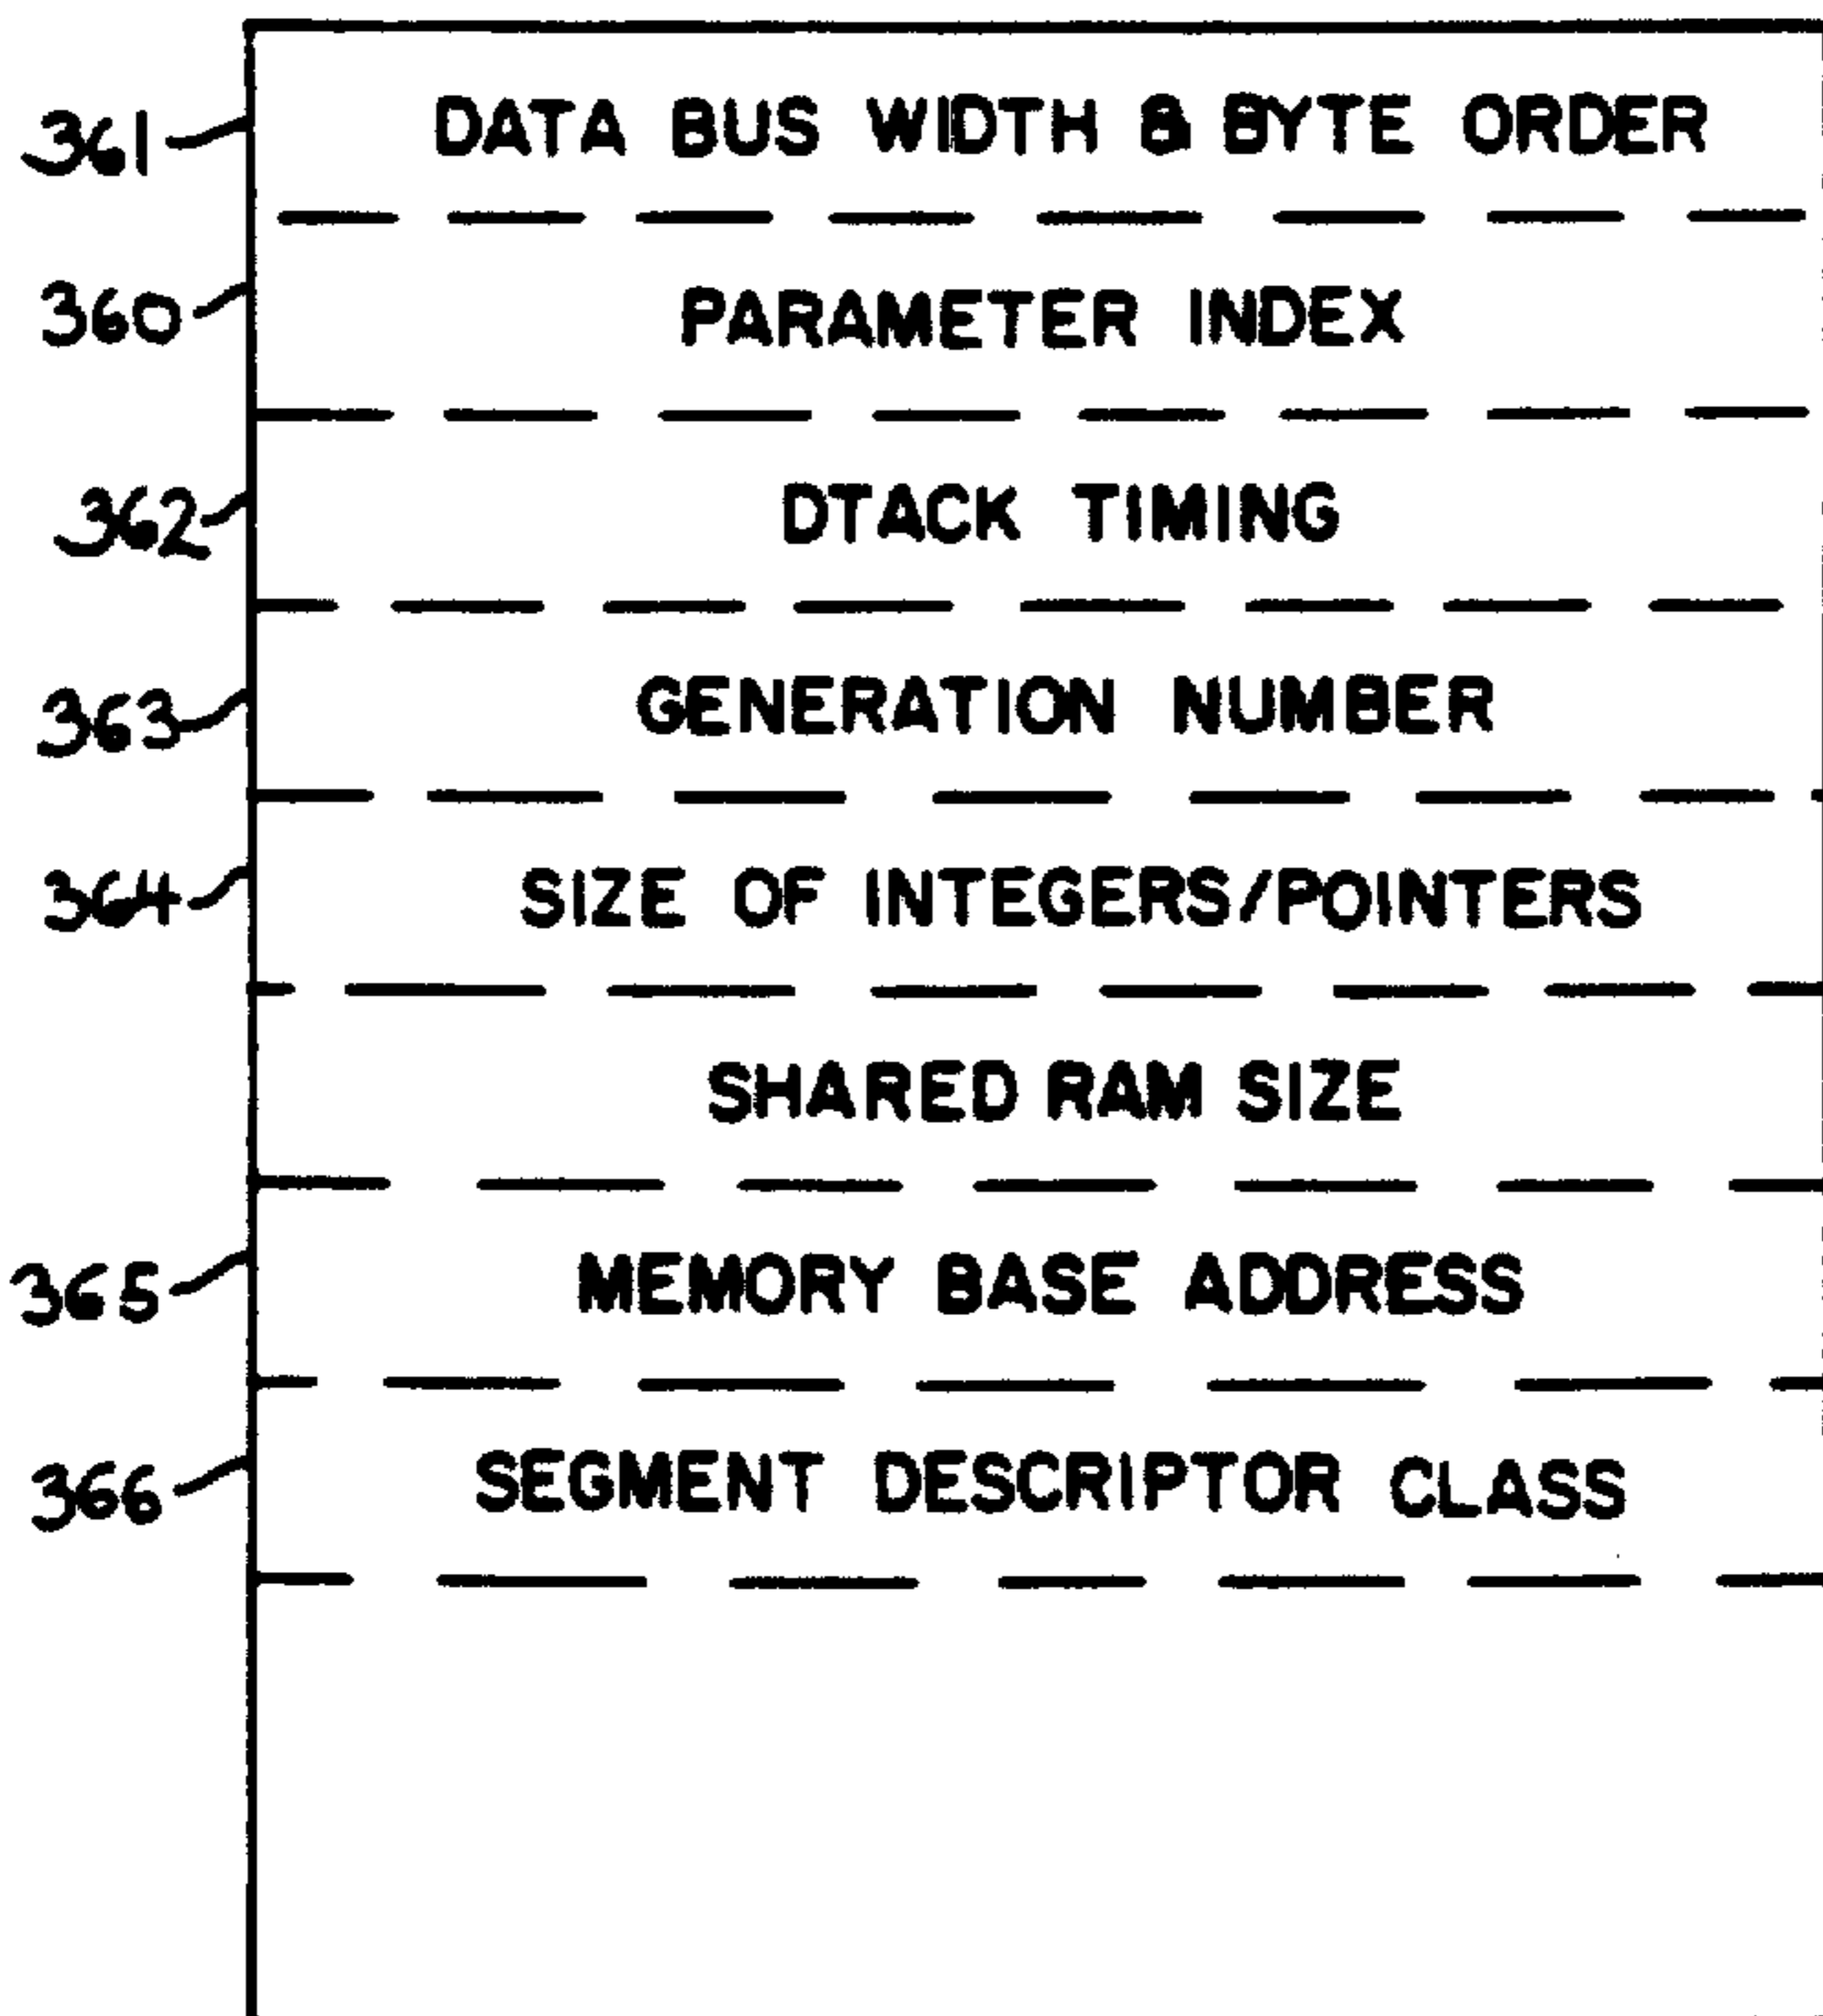 361 DATA BUS WIDTH & BYTE ORDER
360 PARAMETER INDEX
362 DTACK TIMING
363 GENERATION NUMBER
364 SIZE OF INTEGERS/POINTERS
SHARED RAM SIZE
365 MEMORY BASE ADDRESS
366 SEGMENT DESCRIPTOR CLASS